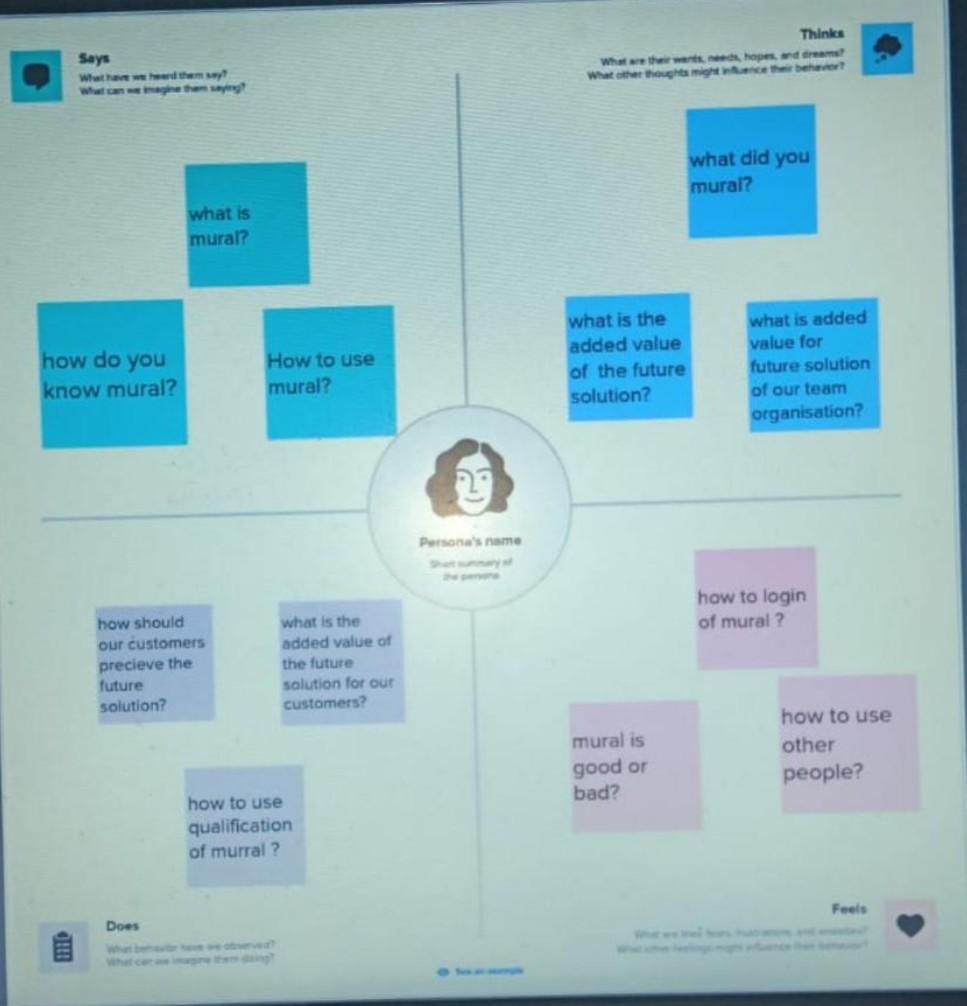 Says
What have we heard them say?
What can we imagine them saying?
Thinks
What are their wants, needs, hopes, and dreams?
What other thoughts might influence their behavior?
what is
mural?
how do you
know mural?
How to use
mural?
what did you
mural?
what is the
added value
of the future
solution?
what is added
value for
future solution
of our team
organisation?
Persona's name
Short summary of
the persona
how should
our customers
precieve the
future
solution?
what is the
added value of
the future
solution for our
customers?
how to use
qualification
of murral ?
how to login
of mural ?
mural is
good or
bad?
how to use
other
people?
Does
What behavior have we observed?
What can we imagine them doing?
Feels
What are their fears, frustrations, and anxieties?
What other feelings might influence their behavior?
See an example